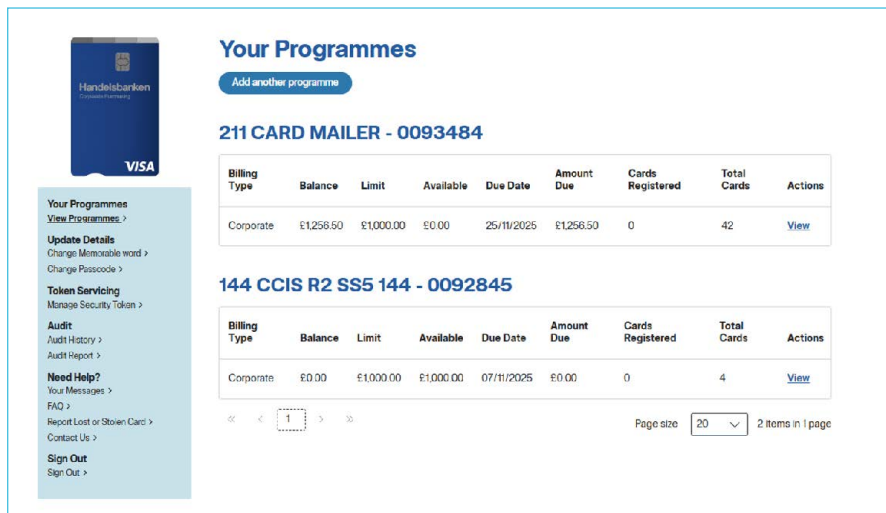 Handelsbanken
Corporate Purchasing
VISA
Your Programmes
View Programmes >
Update Details
Change Memorable word >
Change Passcode >
Token Servicing
Manage Security Token >
Audit
Audit History >
Audit Report >
Need Help?
Your Messages >
FAQ >
Report Lost or Stolen Card >
Contact Us >
Sign Out
Sign Out >
Your Programmes
Add another programme
211 CARD MAILER - 0093484
Billing Type Balance Limit Available Due Date Amount Due Cards Registered Total Cards Actions
Corporate £1,256.50 £1,000.00 £0.00 25/11/2025 £1,256.50 0 42 View
144 CCIS R2 SS5 144 - 0092845
Billing Type Balance Limit Available Due Date Amount Due Cards Registered Total Cards Actions
Corporate £0.00 £1,000.00 £1,000.00 07/11/2025 £0.00 0 4 View
« < 1 > » Page size 20 2 items in 1 page